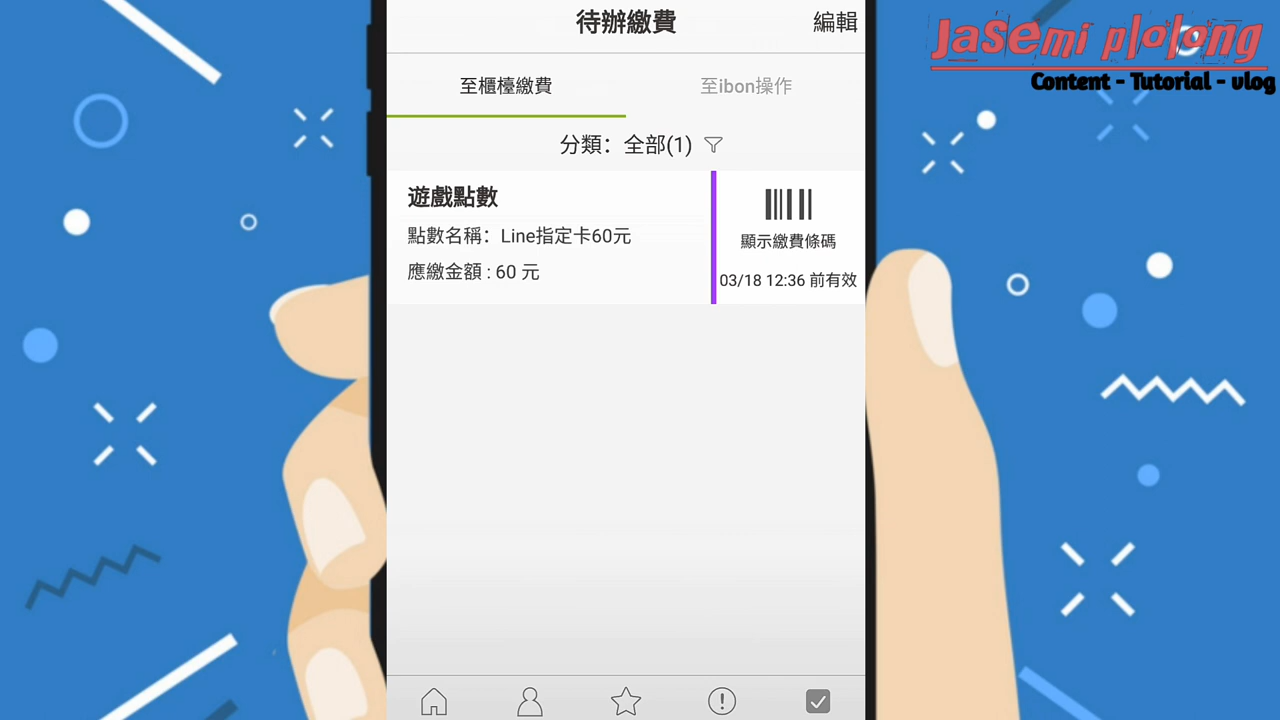 待辦繳費
編輯
至櫃檯繳費
至ibon操作
分類：全部(1)
遊戲點數
點數名稱：Line指定卡60元
應繳金額 : 60 元
顯示繳費條碼
03/18 12:36 前有效
Jasemi plolong
Content - Tutorial - vlog